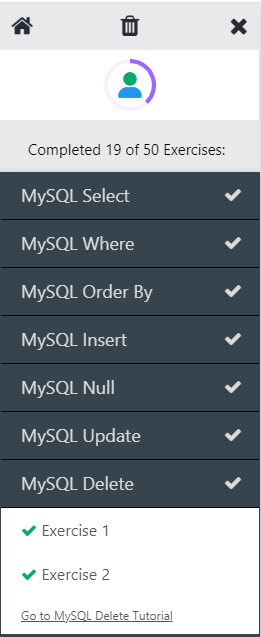 Completed 19 of 50 Exercises:
MySQL Select
MySQL Where
MySQL Order By
MySQL Insert
MySQL Null
MySQL Update
MySQL Delete
Exercise 1
Exercise 2
Go to MySQL Delete Tutorial